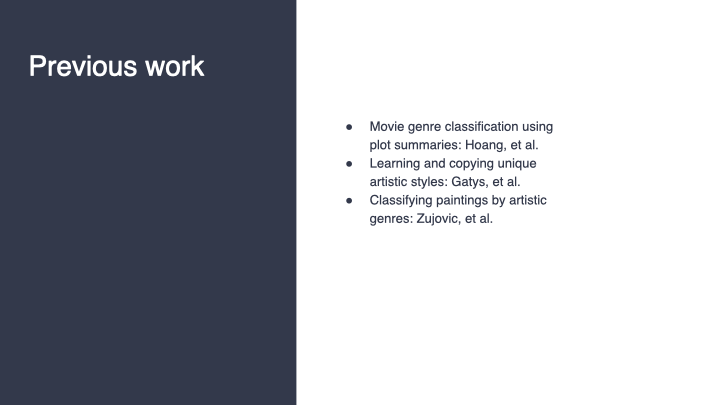 Previous work
● Movie genre classification using
plot summaries: Hoang, et al.
● Learning and copying unique
artistic styles: Gatys, et al.
● Classifying paintings by artistic
genres: Zujovic, et al.